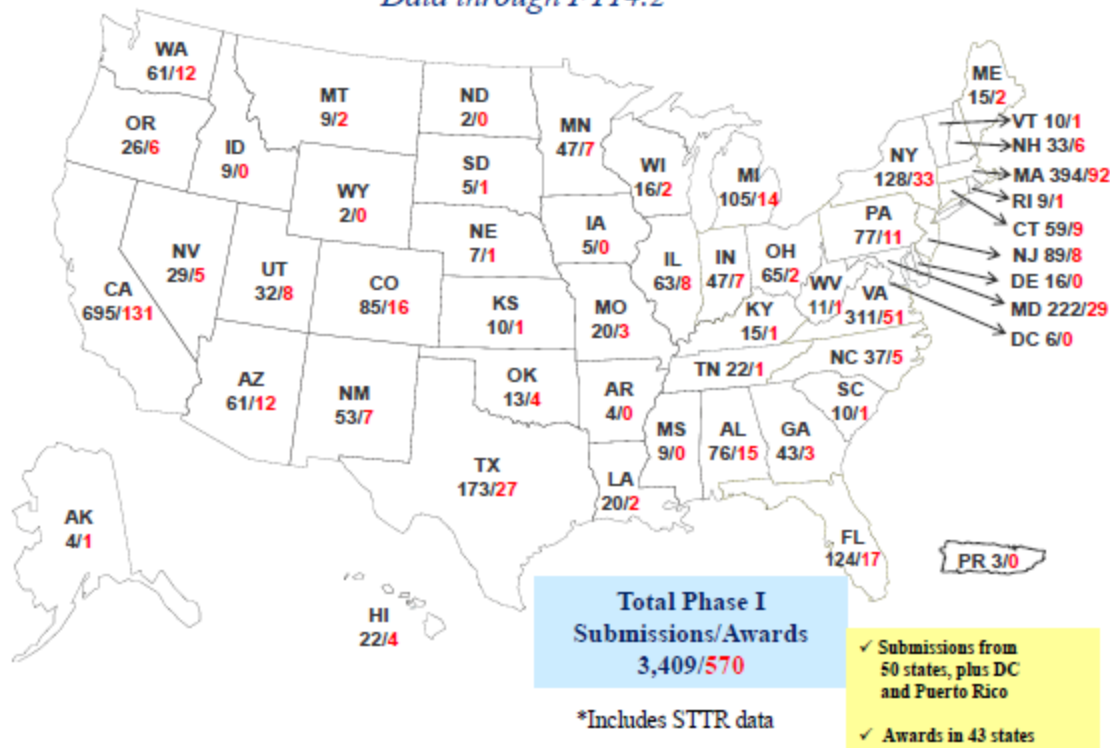 Data through FY14.2
WA
61/12
OR
26/6
ID
9/0
MT
9/2
ND
2/0
SD
5/1
WY
2/0
NE
7/1
MN
47/7
WI
16/2
MI
105/14
IA
5/0
NV
29/5
CA
695/131
UT
32/8
CO
85/16
KS
10/1
MO
20/3
IL
63/8
IN
47/7
OH
65/2
KY
15/1
WV
11/1
VA
311/51
PA
77/11
NY
128/33
ME
15/2
VT 10/1
NH 33/6
MA 394/92
RI 9/1
CT 59/9
NJ 89/8
DE 16/0
MD 222/29
DC 6/0
AZ
61/12
NM
53/7
OK
13/4
AR
4/0
TN 22/1
NC 37/5
SC
10/1
MS
9/0
AL
76/15
GA
43/3
TX
173/27
LA
20/2
FL
124/17
AK
4/1
HI
22/4
PR 3/0
Total Phase I
Submissions/Awards
3,409/570
*Includes STTR data
✓ Submissions from
50 states, plus DC
and Puerto Rico
✓ Awards in 43 states